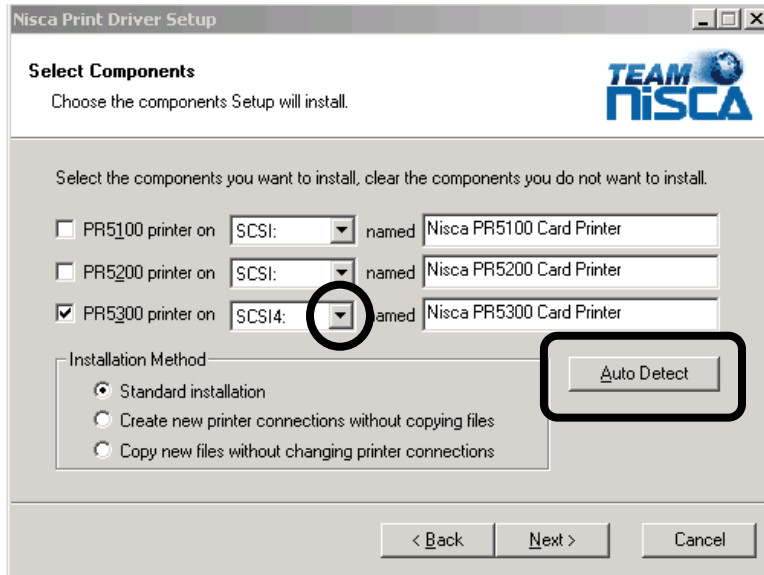 Nisca Print Driver Setup
Select Components
Choose the components Setup will install.
TEAM
NiSCA
Select the components you want to install, clear the components you do not want to install.
PR5100 printer on SCSI: named Nisca PR5100 Card Printer
PR5200 printer on SCSI: named Nisca PR5200 Card Printer
PR5300 printer on SCSI4: named Nisca PR5300 Card Printer
Installation Method
Auto Detect
Standard installation
Create new printer connections without copying files
Copy new files without changing printer connections
< Back Next > Cancel